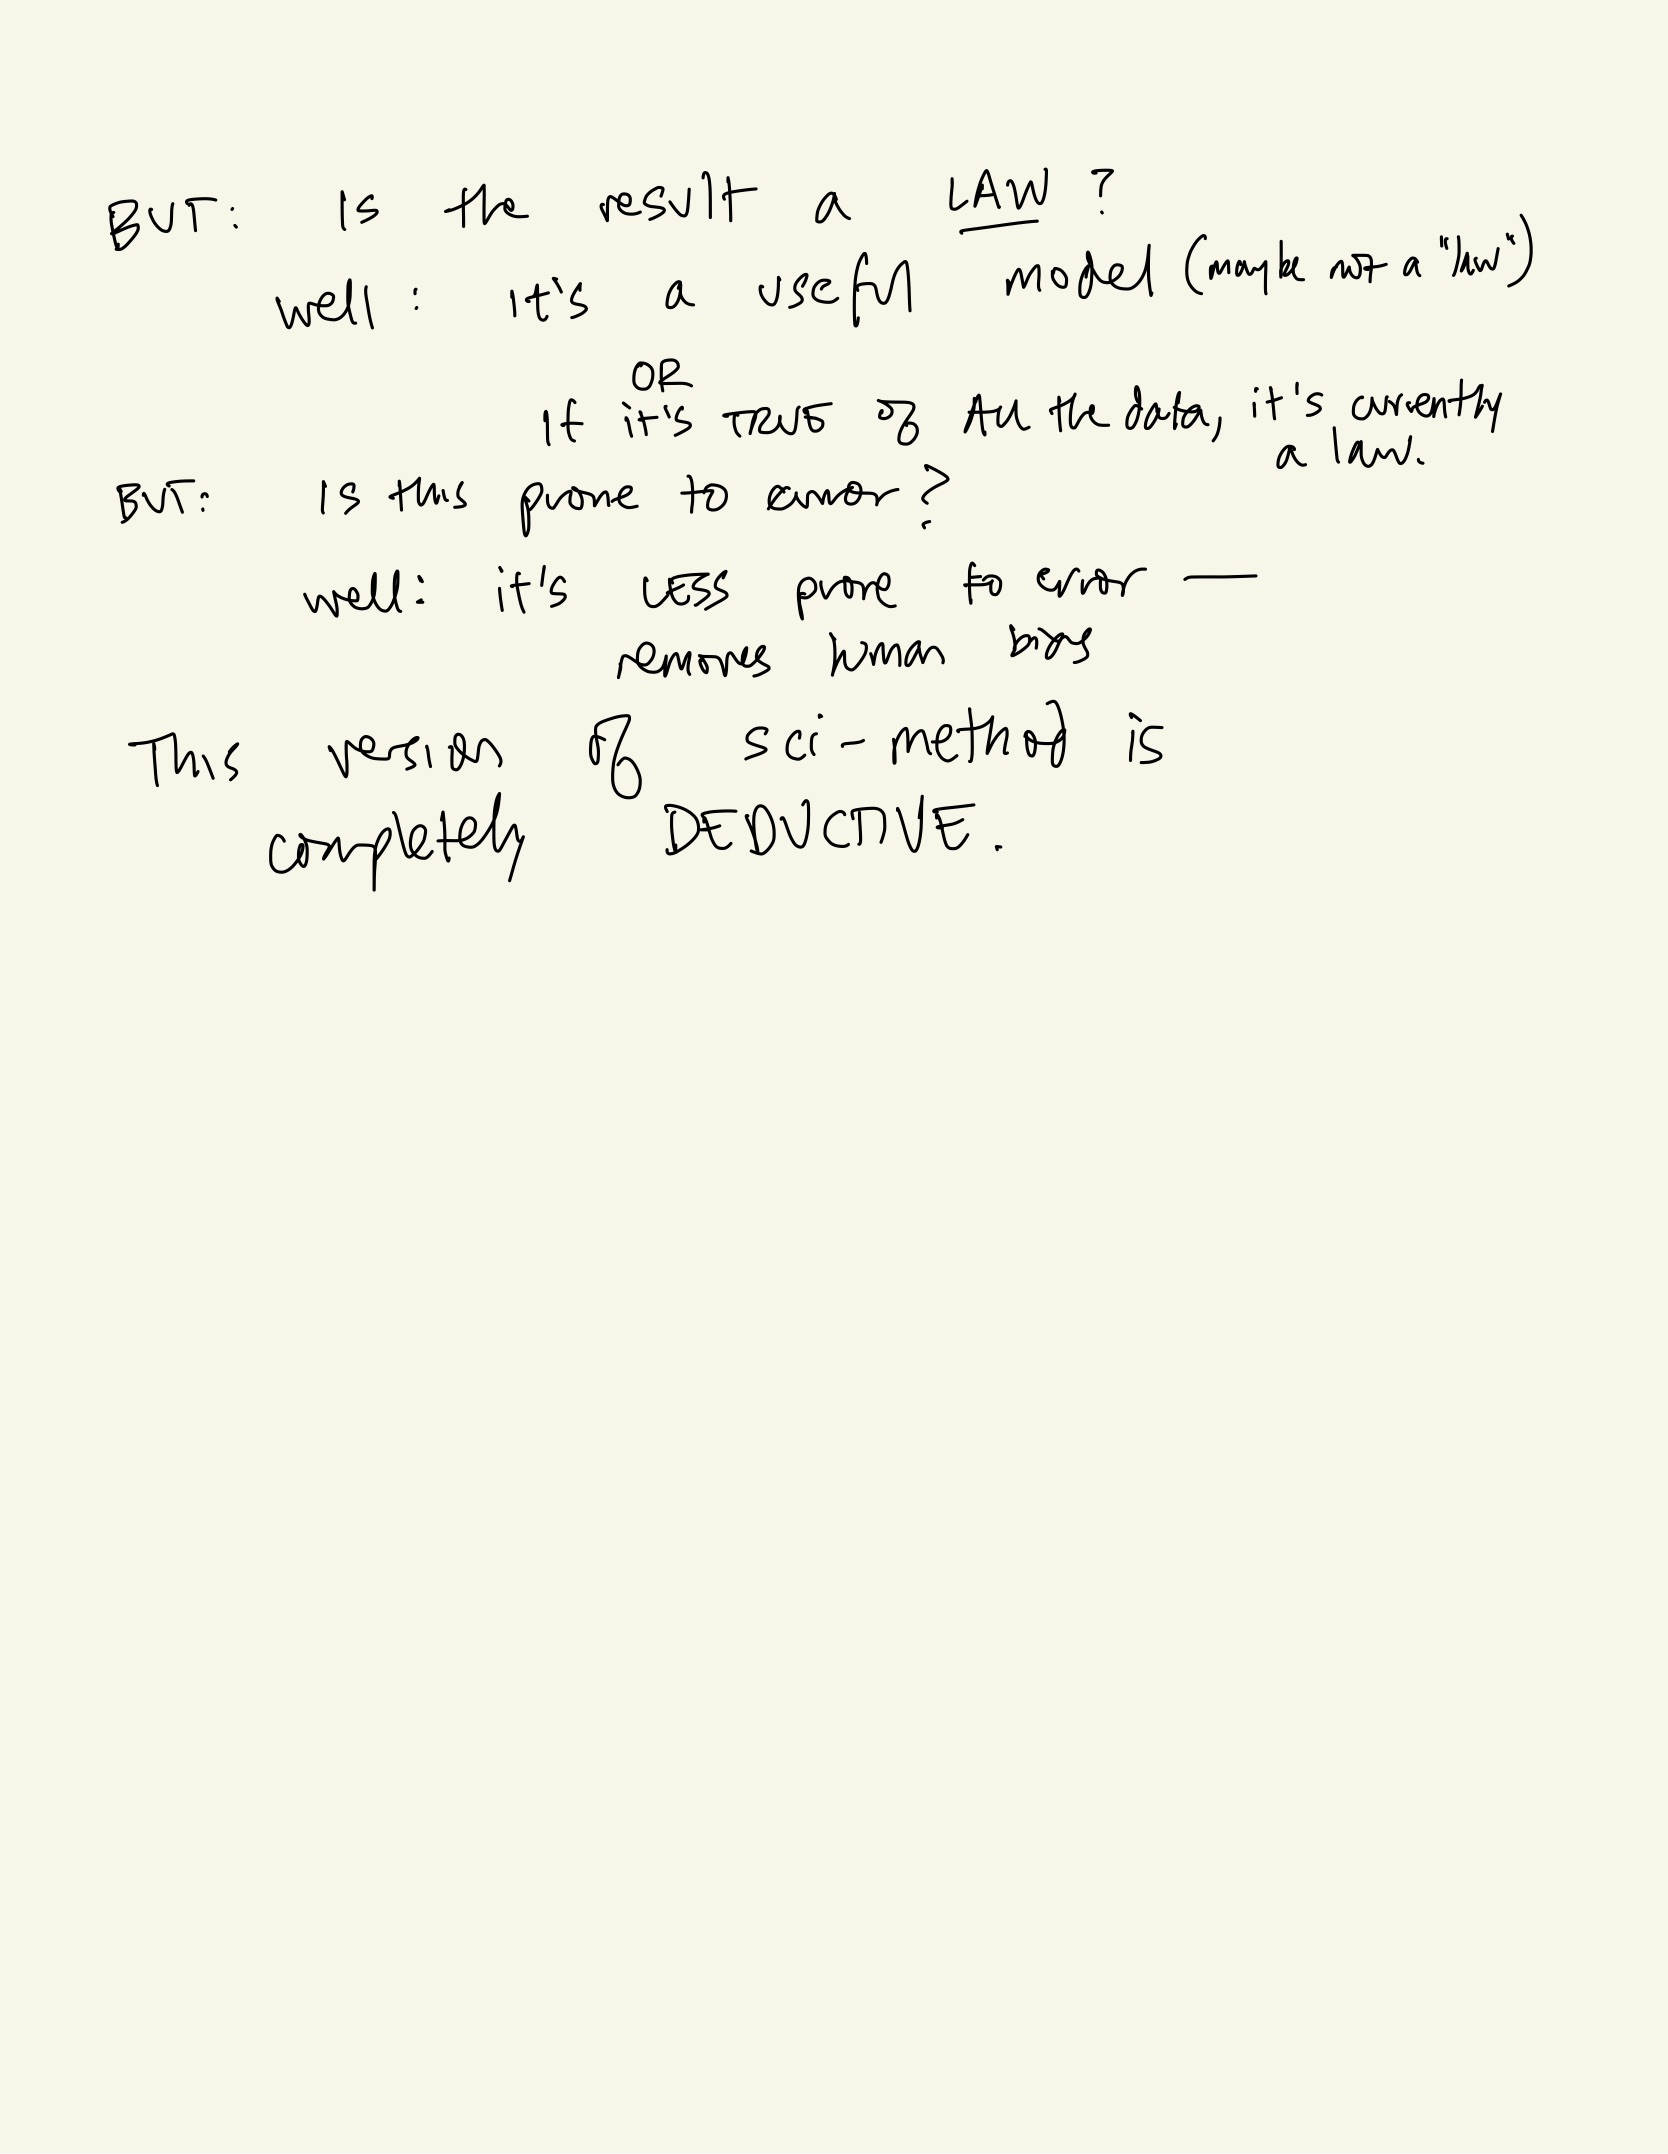 BUT: Is the result a LAW?
well: it's a useful model (maybe not a "law")
OR
If it's TRUE of All the data, it's currently
a law.
BUT: Is this prone to error?
well: it's LESS prone to error —
removes human bias
This version of sci-method is
completely DEDUCTIVE.